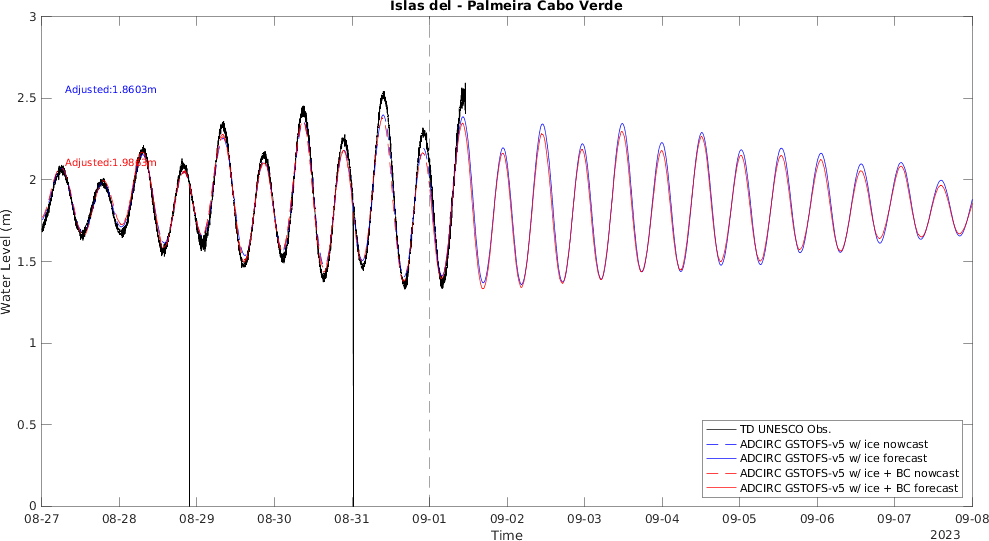 Islas del - Palmeira Cabo Verde
3
2.5
2
1.5
1
0.5
0
Water Level (m)
Adjusted:1.8603m
Adjusted:1.9863m
TD UNESCO Obs.
ADCIRC GSTOFS-v5 w/ ice nowcast
ADCIRC GSTOFS-v5 w/ ice forecast
ADCIRC GSTOFS-v5 w/ ice + BC nowcast
ADCIRC GSTOFS-v5 w/ ice + BC forecast
08-27 08-28 08-29 08-30 08-31 09-01 09-02 09-03 09-04 09-05 09-06 09-07 09-08
Time
2023